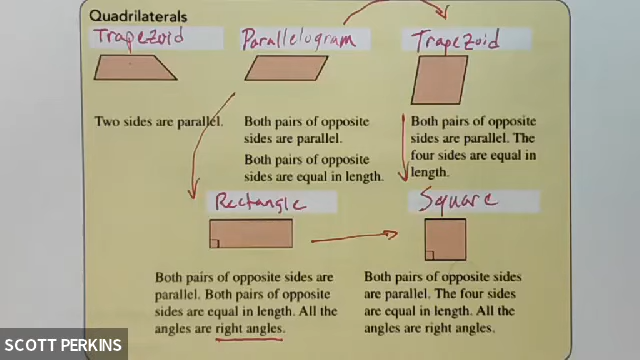 Quadrilaterals
Trapezoid
Parallelogram
Trapezoid
Two sides are parallel.
Both pairs of opposite
sides are parallel.
Both pairs of opposite
sides are equal in length.
Both pairs of opposite
sides are parallel. The
four sides are equal in
length.
Rectangle
Square
Both pairs of opposite sides are
parallel. Both pairs of opposite
sides are equal in length. All the
angles are right angles.
Both pairs of opposite sides
are parallel. The four sides
are equal in length. All the
angles are right angles.
SCOTT PERKINS